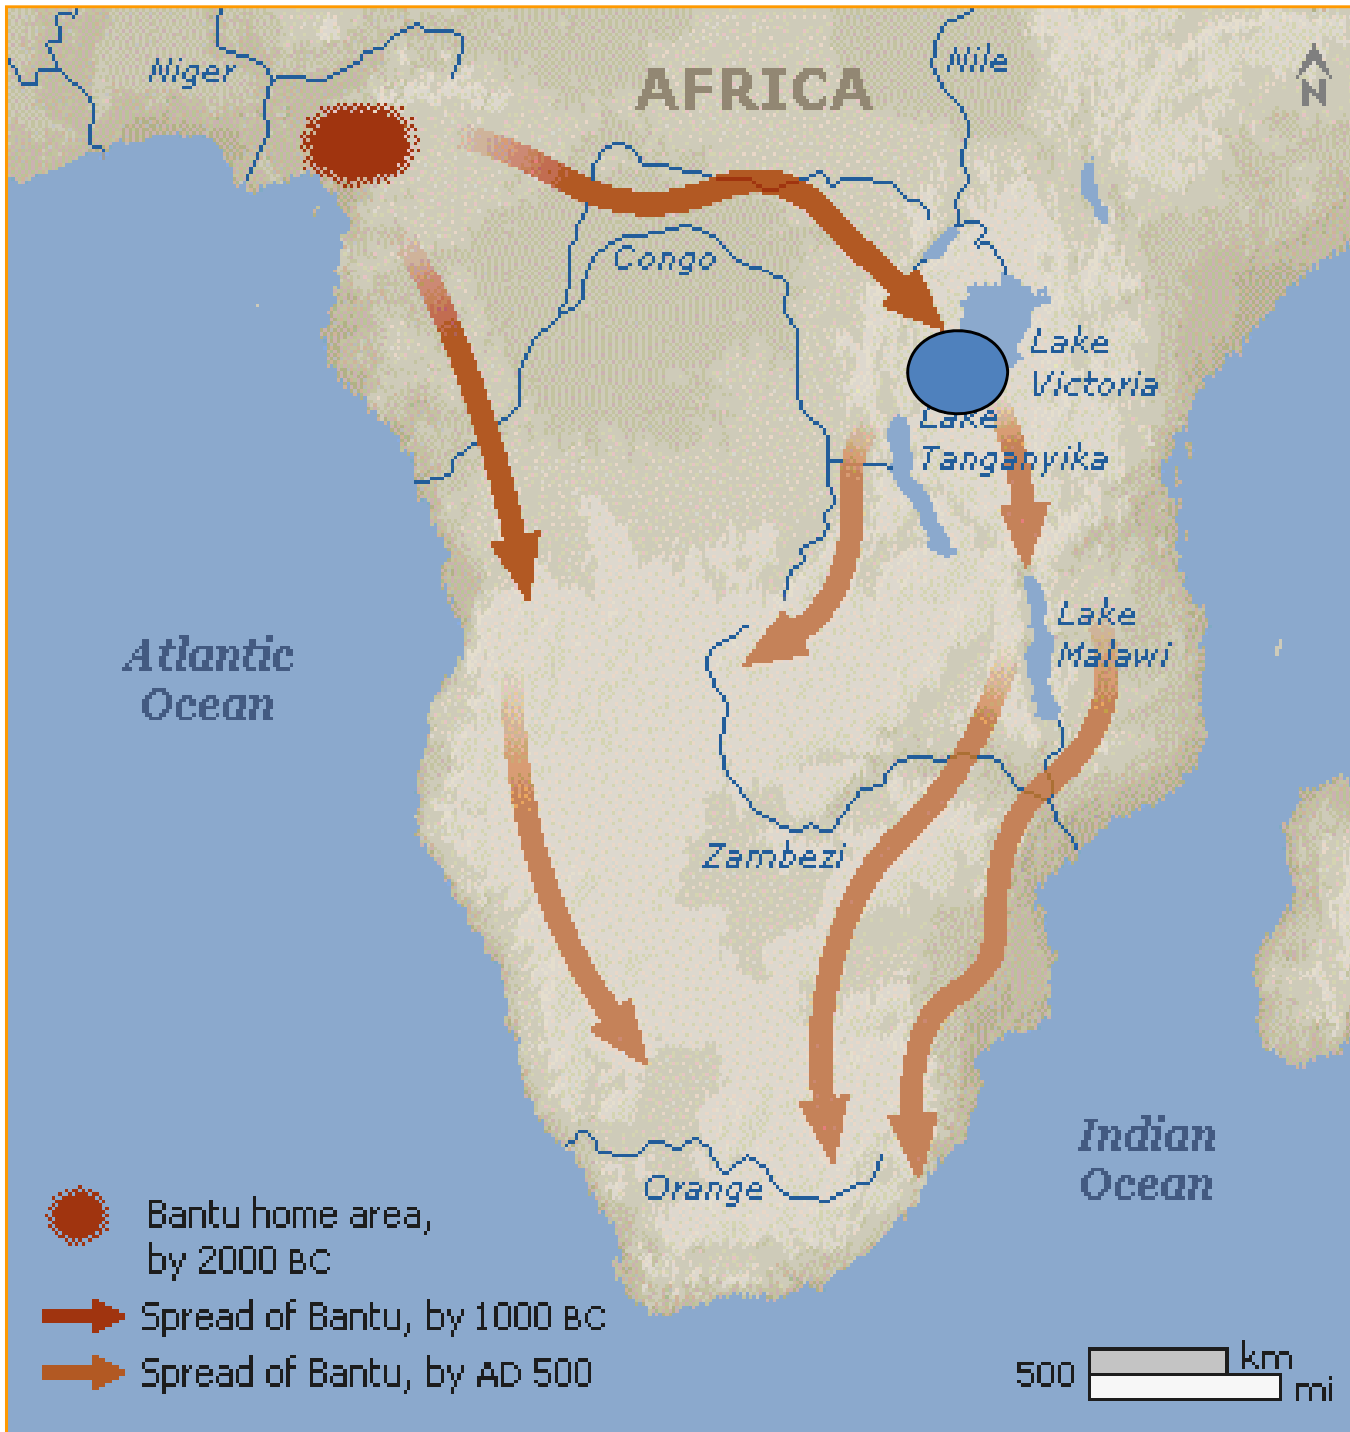 Niger
AFRICA
Nile
N
Congo
Lake
Victoria
Lake
Tanganyika
Lake
Malawi
Atlantic
Ocean
Zambezi
Indian
Ocean
Orange
Bantu home area,
by 2000 BC
Spread of Bantu, by 1000 BC
Spread of Bantu, by AD 500
500 km
mi